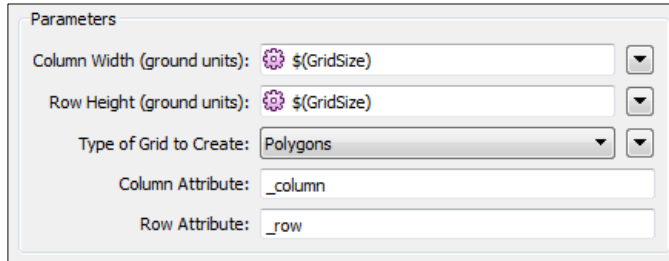 Parameters
Column Width (ground units): $(GridSize)
Row Height (ground units): $(GridSize)
Type of Grid to Create: Polygons
Column Attribute: _column
Row Attribute: _row